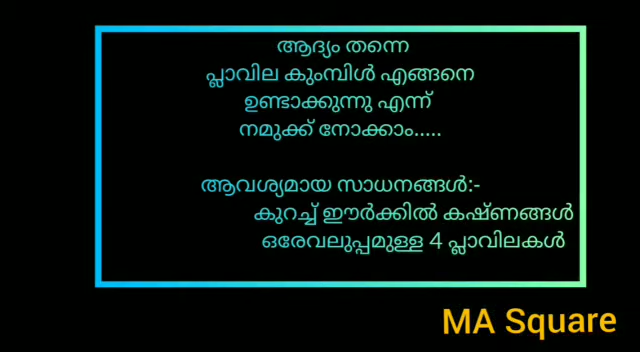 ആദ്യം തന്നെ
പ്ലാവില കുംമ്പിൾ എങ്ങനെ
ഉണ്ടാക്കുന്നു എന്ന്
നമുക്ക് നോക്കാം.....
ആവശ്യമായ സാധനങ്ങൾ:-
കുറച്ച് ഈർക്കിൽ കഷ്ണങ്ങൾ
ഒരേവലുപ്പമുള്ള 4 പ്ലാവിലകൾ
MA Square